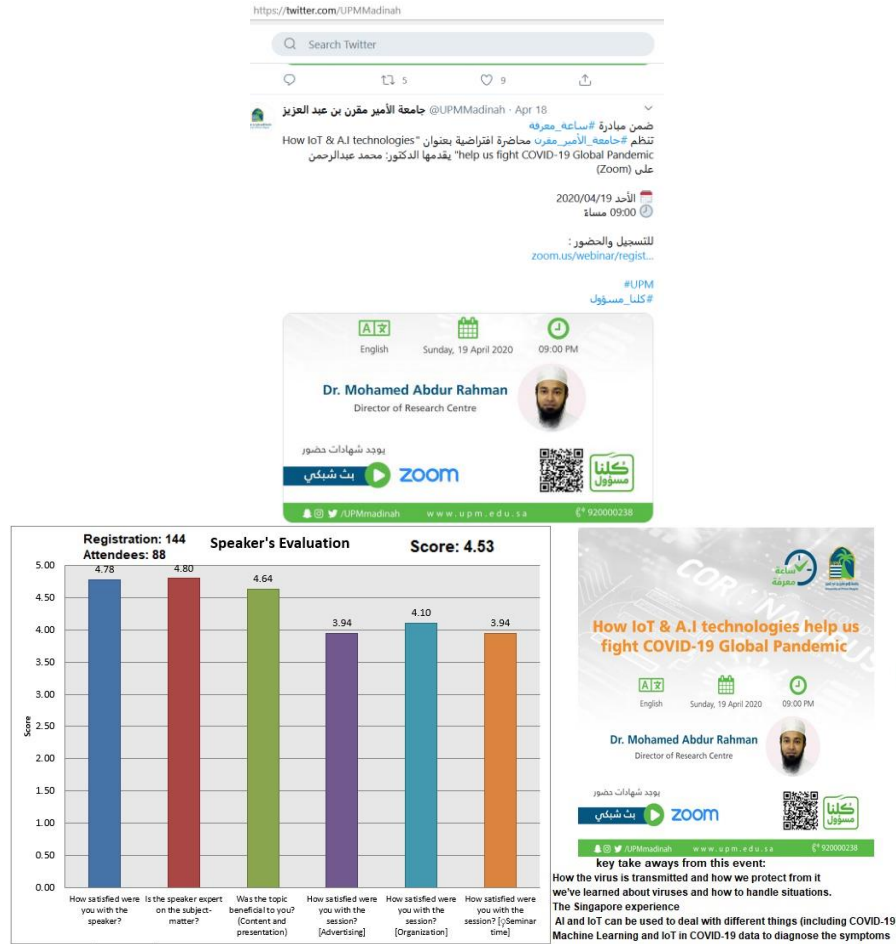 https://twitter.com/UPMMadinah
Search Twitter
5
9
جامعة الأمير مقرن بن عبد العزيز @UPMMadinah · Apr 18
ضمن مبادرة #ساعة_معرفة
تنظم #جامعة_الأمير_مقرن محاضرة افتراضية بعنوان "How IoT & A.I technologies
help us fight COVID-19 Global Pandemic" يقدمها الدكتور: محمد عبدالرحمن
على (Zoom)
الأحد 2020/04/19
09:00 مساءً
للتسجيل والحضور :
zoom.us/webinar/regist...
#UPM
#كلنا_مسؤول
English
Sunday, 19 April 2020
09:00 PM
Dr. Mohamed Abdur Rahman
Director of Research Centre
يوجد شهادات حضور
بث شبكي
zoom
كلنا
مسؤول
/UPMmadinah
www.upm.edu.sa
920000238
Registration: 144
Attendees: 88
Speaker's Evaluation
Score: 4.53
5.00
4.50
4.00
3.50
3.00
2.50
2.00
1.50
1.00
0.50
0.00
Score
4.78
4.80
4.64
3.94
4.10
3.94
How satisfied were
you with the
speaker?
Is the speaker expert
on the subject-
matter?
Was the topic
beneficial to you?
(Content and
presentation)
How satisfied were
you with the
session?
[Advertising]
How satisfied were
you with the
session?
[Organization]
How satisfied were
you with the
session? [Seminar
time]
ساعة
معرفة
CORONAVIRUS
How IoT & A.I technologies help us
fight COVID-19 Global Pandemic
English
Sunday, 19 April 2020
09:00 PM
Dr. Mohamed Abdur Rahman
Director of Research Centre
يوجد شهادات حضور
بث شبكي
zoom
كلنا
مسؤول
/UPMmadinah
www.upm.edu.sa
920000238
key take aways from this event:
How the virus is transmitted and how we protect from it
we've learned about viruses and how to handle situations.
The Singapore experience
AI and IoT can be used to deal with different things (including COVID-19
Machine Learning and IoT in COVID-19 data to diagnose the symptoms